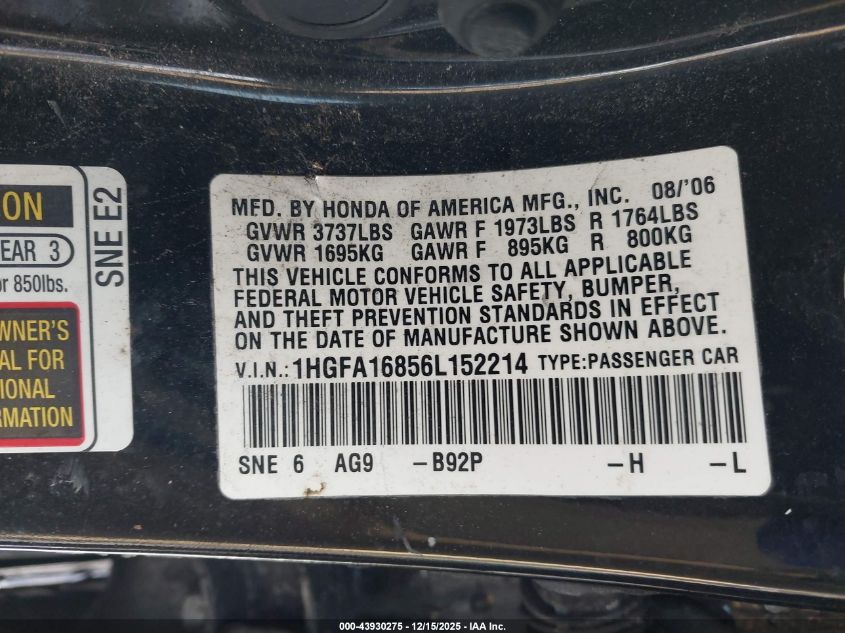 ON
EAR 3
or 850lbs.
SNE E2
WNER'S
AL FOR
TIONAL
RMATION
MFD. BY HONDA OF AMERICA MFG., INC. 08/'06
GVWR 3737LBS GAWR F 1973LBS R 1764LBS
GVWR 1695KG GAWR F 895KG R 800KG
THIS VEHICLE CONFORMS TO ALL APPLICABLE
FEDERAL MOTOR VEHICLE SAFETY, BUMPER,
AND THEFT PREVENTION STANDARDS IN EFFECT
ON THE DATE OF MANUFACTURE SHOWN ABOVE.
V.I.N.: 1HGFA16856L152214 TYPE:PASSENGER CAR
SNE 6 AG9 -B92P -H -L
000-43930275 - 12/15/2025 - IAA Inc.